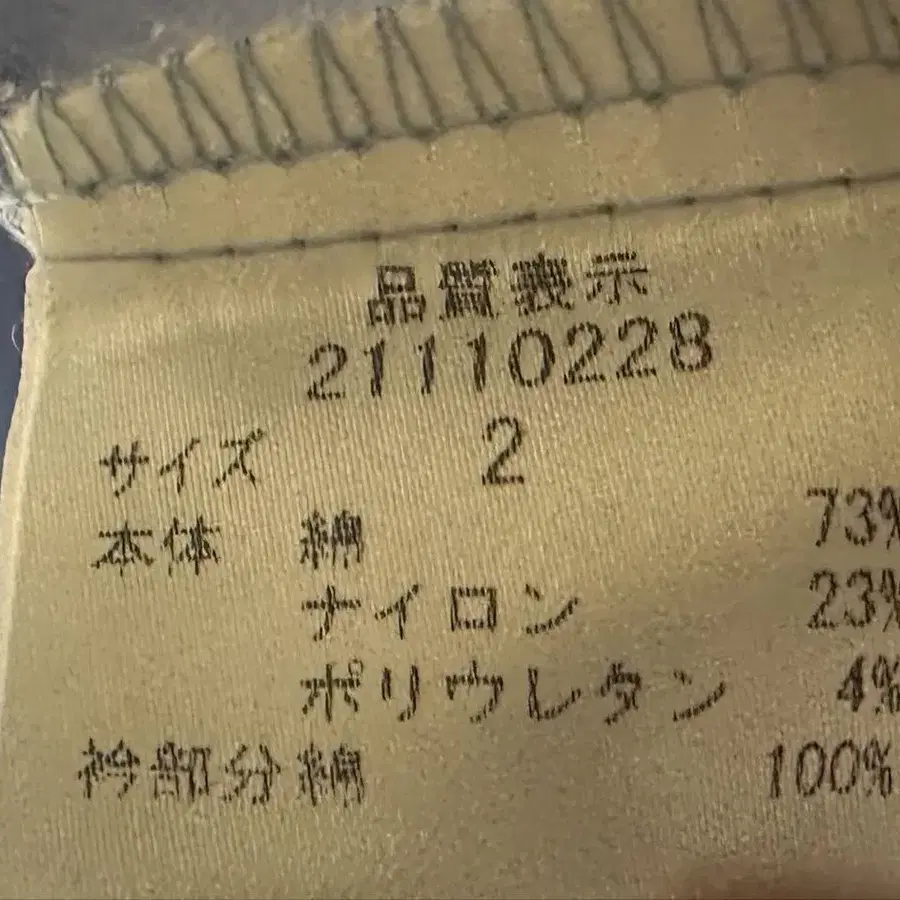 品質表示
21110228
サイズ 2
本体 綿 73%
ナイロン 23%
ポリウレタン 4%
衿部分 綿 100%